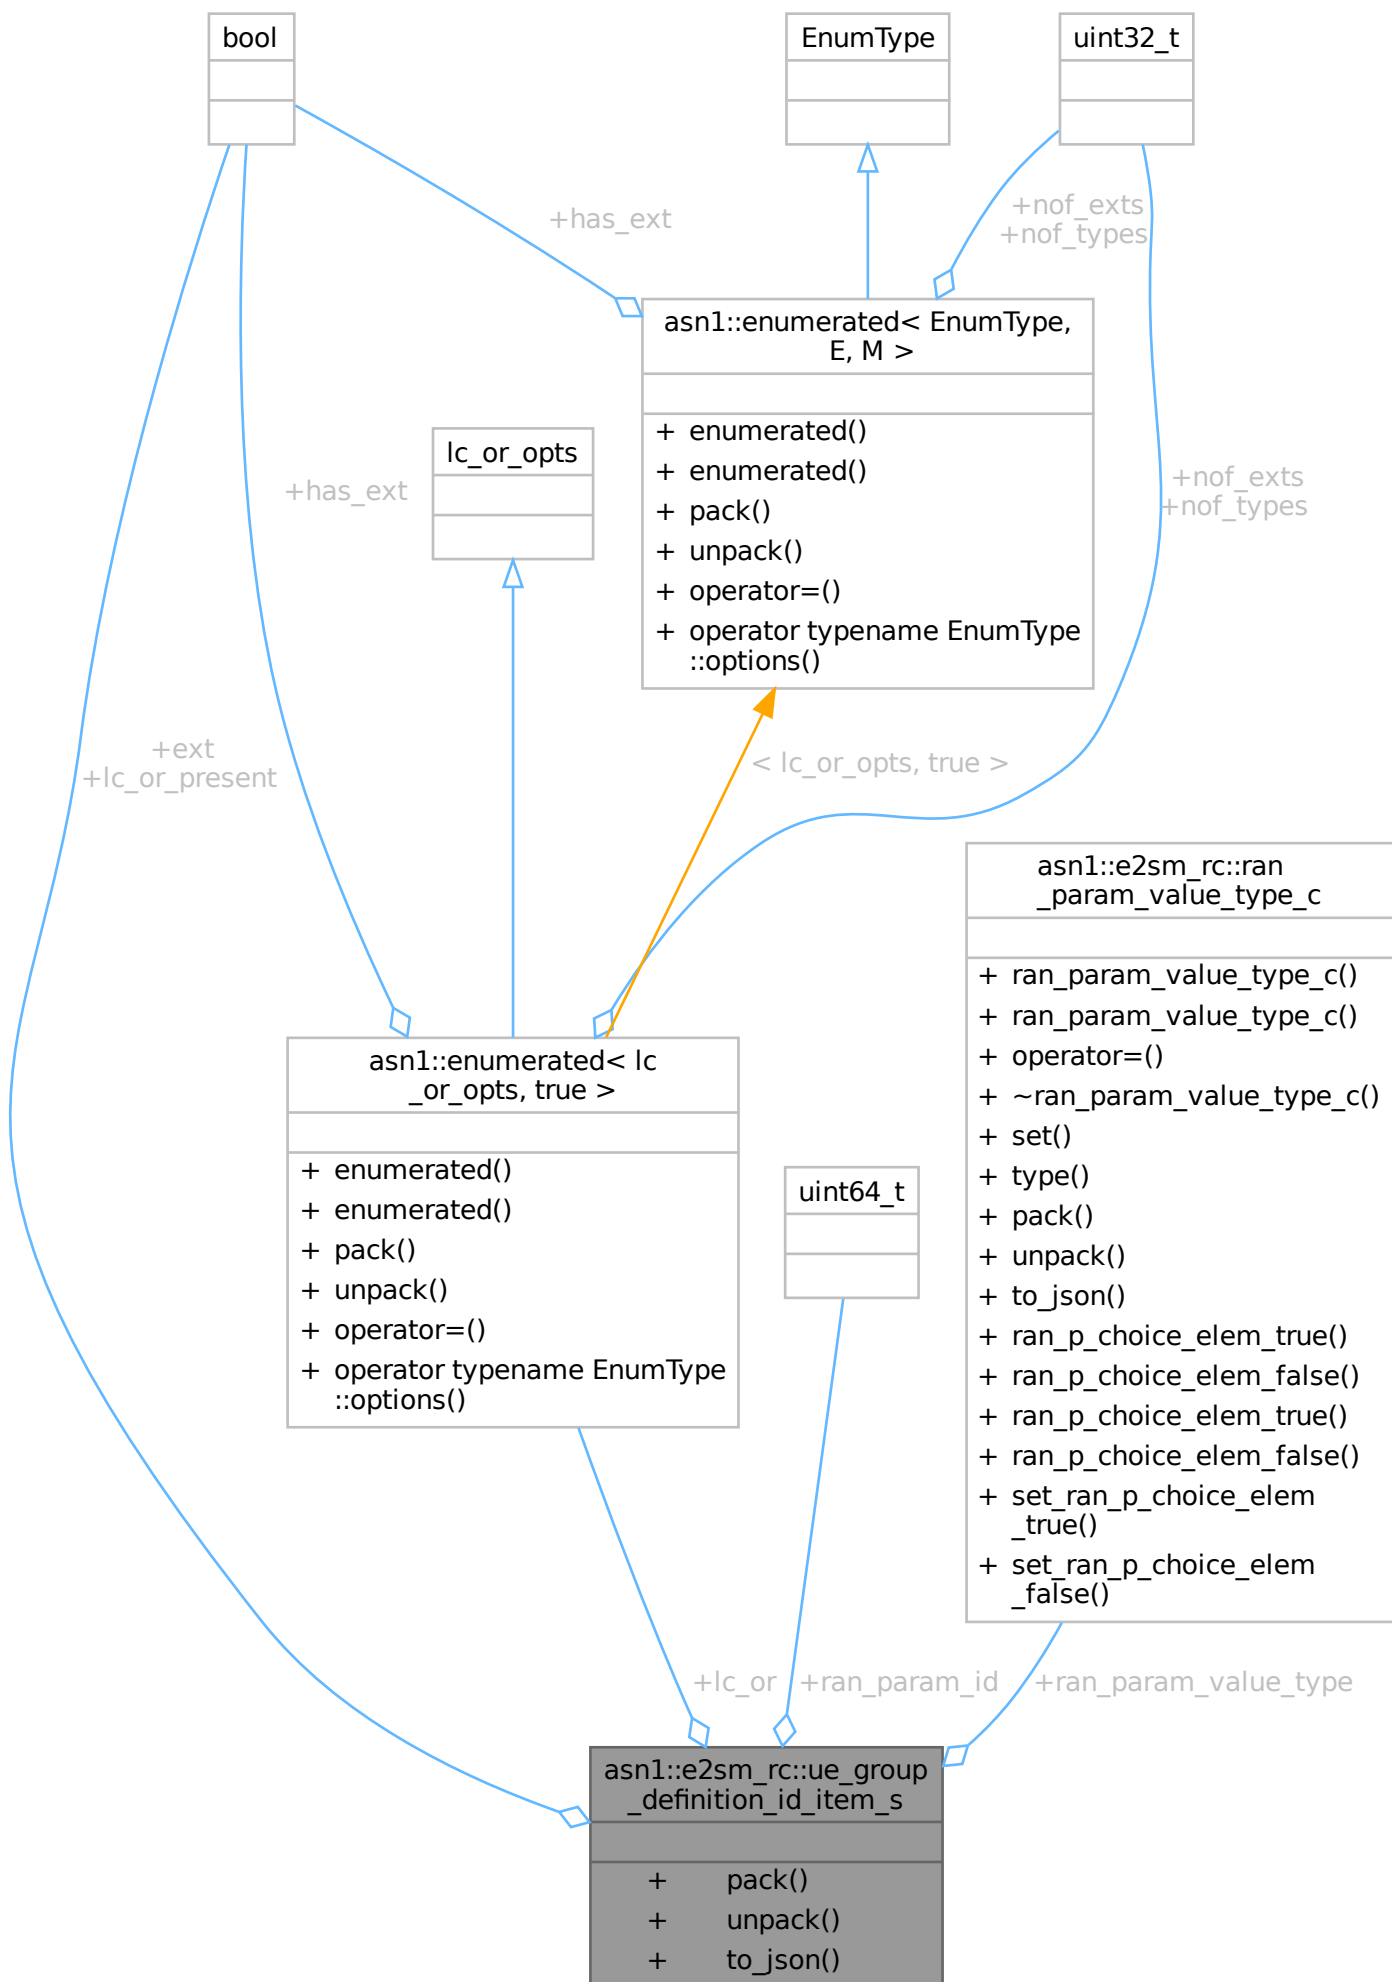 bool
EnumType
uint32_t
+has_ext
+nof_exts
+nof_types
asn1::enumerated< EnumType,
E, M >
+ enumerated()
+ enumerated()
+ pack()
+ unpack()
+ operator=()
+ operator typename EnumType
::options()
lc_or_opts
+has_ext
+nof_exts
+nof_types
+ext
+lc_or_present
< lc_or_opts, true >
asn1::e2sm_rc::ran
_param_value_type_c
+ ran_param_value_type_c()
+ ran_param_value_type_c()
+ operator=()
+ ~ran_param_value_type_c()
+ set()
+ type()
+ pack()
+ unpack()
+ to_json()
+ ran_p_choice_elem_true()
+ ran_p_choice_elem_false()
+ ran_p_choice_elem_true()
+ ran_p_choice_elem_false()
+ set_ran_p_choice_elem
_true()
+ set_ran_p_choice_elem
_false()
asn1::enumerated< lc
_or_opts, true >
+ enumerated()
+ enumerated()
+ pack()
+ unpack()
+ operator=()
+ operator typename EnumType
::options()
uint64_t
+lc_or
+ran_param_id
+ran_param_value_type
asn1::e2sm_rc::ue_group
_definition_id_item_s
+ pack()
+ unpack()
+ to_json()